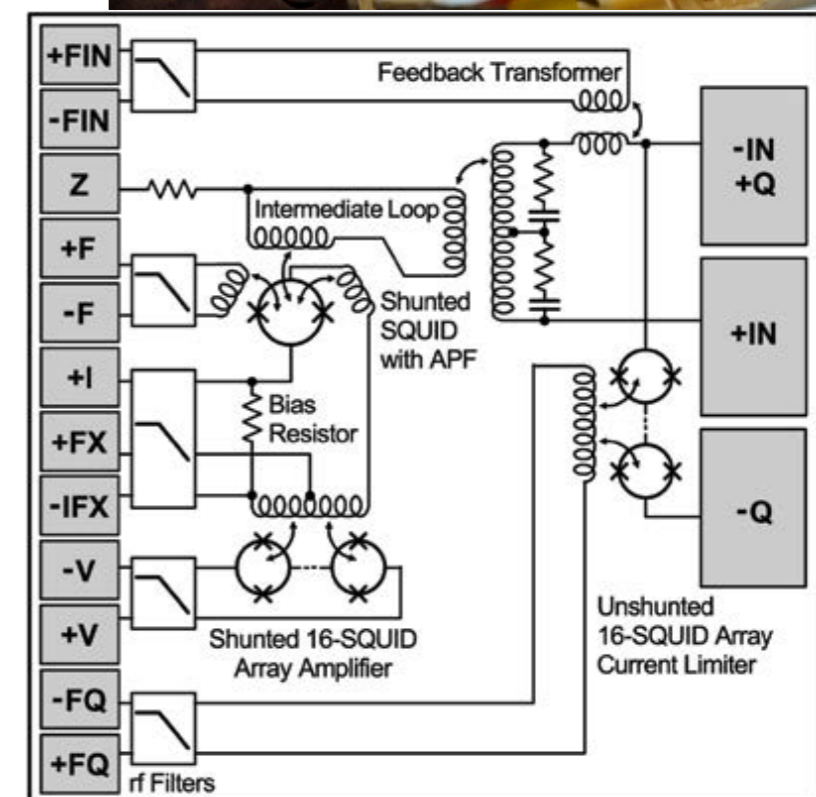 +FIN
-FIN
Z
+F
-F
+I
+FX
-IFX
-V
+V
-FQ
+FQ
rf Filters
Feedback Transformer
Intermediate Loop
Shunted
SQUID
with APF
Bias
Resistor
Shunted 16-SQUID
Array Amplifier
Unshunted
16-SQUID Array
Current Limiter
-IN
+Q
+IN
-Q